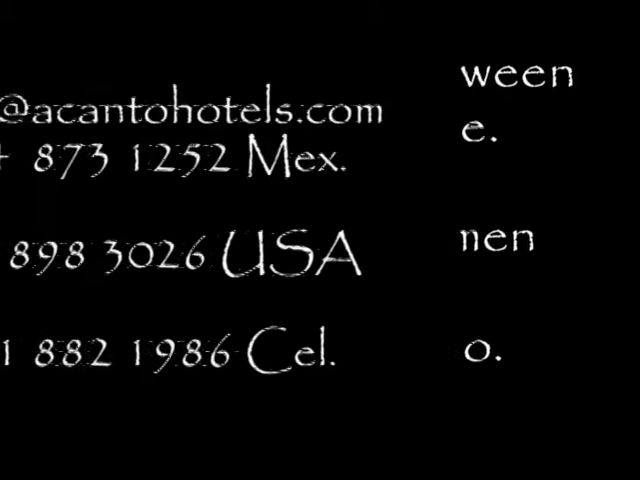 @acantohotels.com
873 1252 Mex.
898 3026 USA
1 882 1986 Cel.
ween
e.
nen
o.